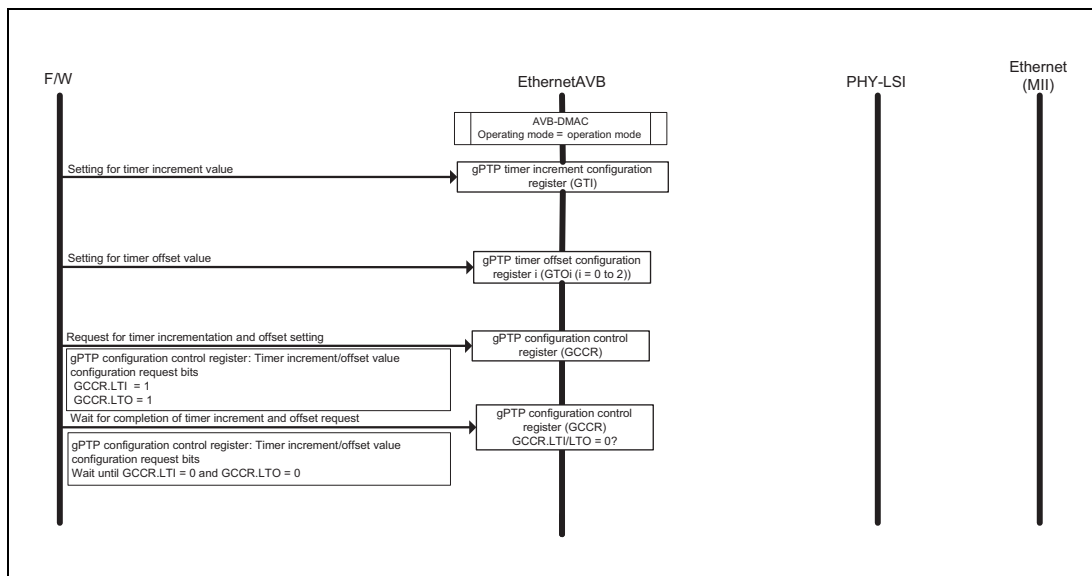 F/W
EthernetAVB
PHY-LSI
Ethernet
(MII)
AVB-DMAC
Operating mode = operation mode
Setting for timer increment value
gPTP timer increment configuration
register (GTI)
Setting for timer offset value
gPTP timer offset configuration
register i (GTOi (i = 0 to 2))
Request for timer incrementation and offset setting
gPTP configuration control
register (GCCR)
gPTP configuration control register: Timer increment/offset value
configuration request bits
GCCR.LTI = 1
GCCR.LTO = 1
Wait for completion of timer increment and offset request
gPTP configuration control
register (GCCR)
GCCR.LTI/LTO = 0?
gPTP configuration control register: Timer increment/offset value
configuration request bits
Wait until GCCR.LTI = 0 and GCCR.LTO = 0